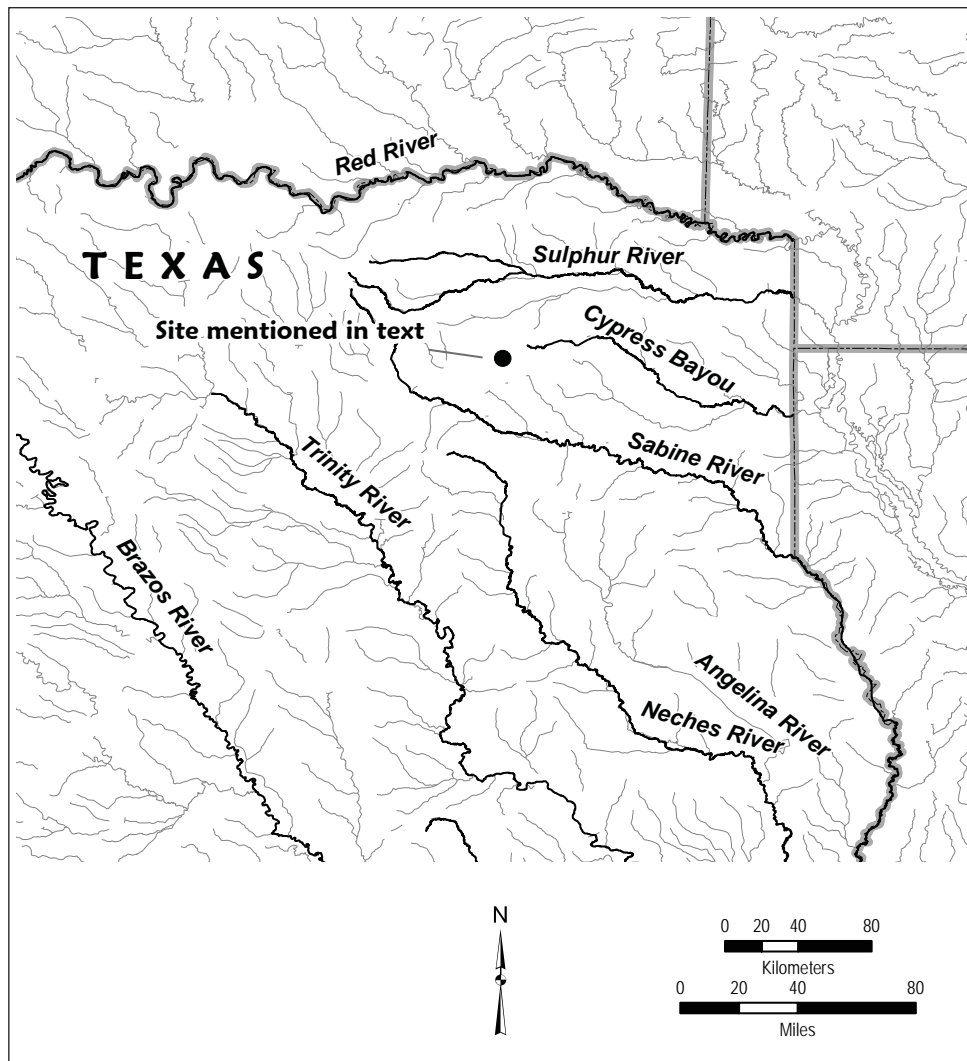 Red River
TEXAS
Sulphur River
Site mentioned in text
Cypress Bayou
Trinity River
Sabine River
Brazos River
Angelina River
Neches River
N
0 20 40 80
Kilometers
0 20 40 80
Miles